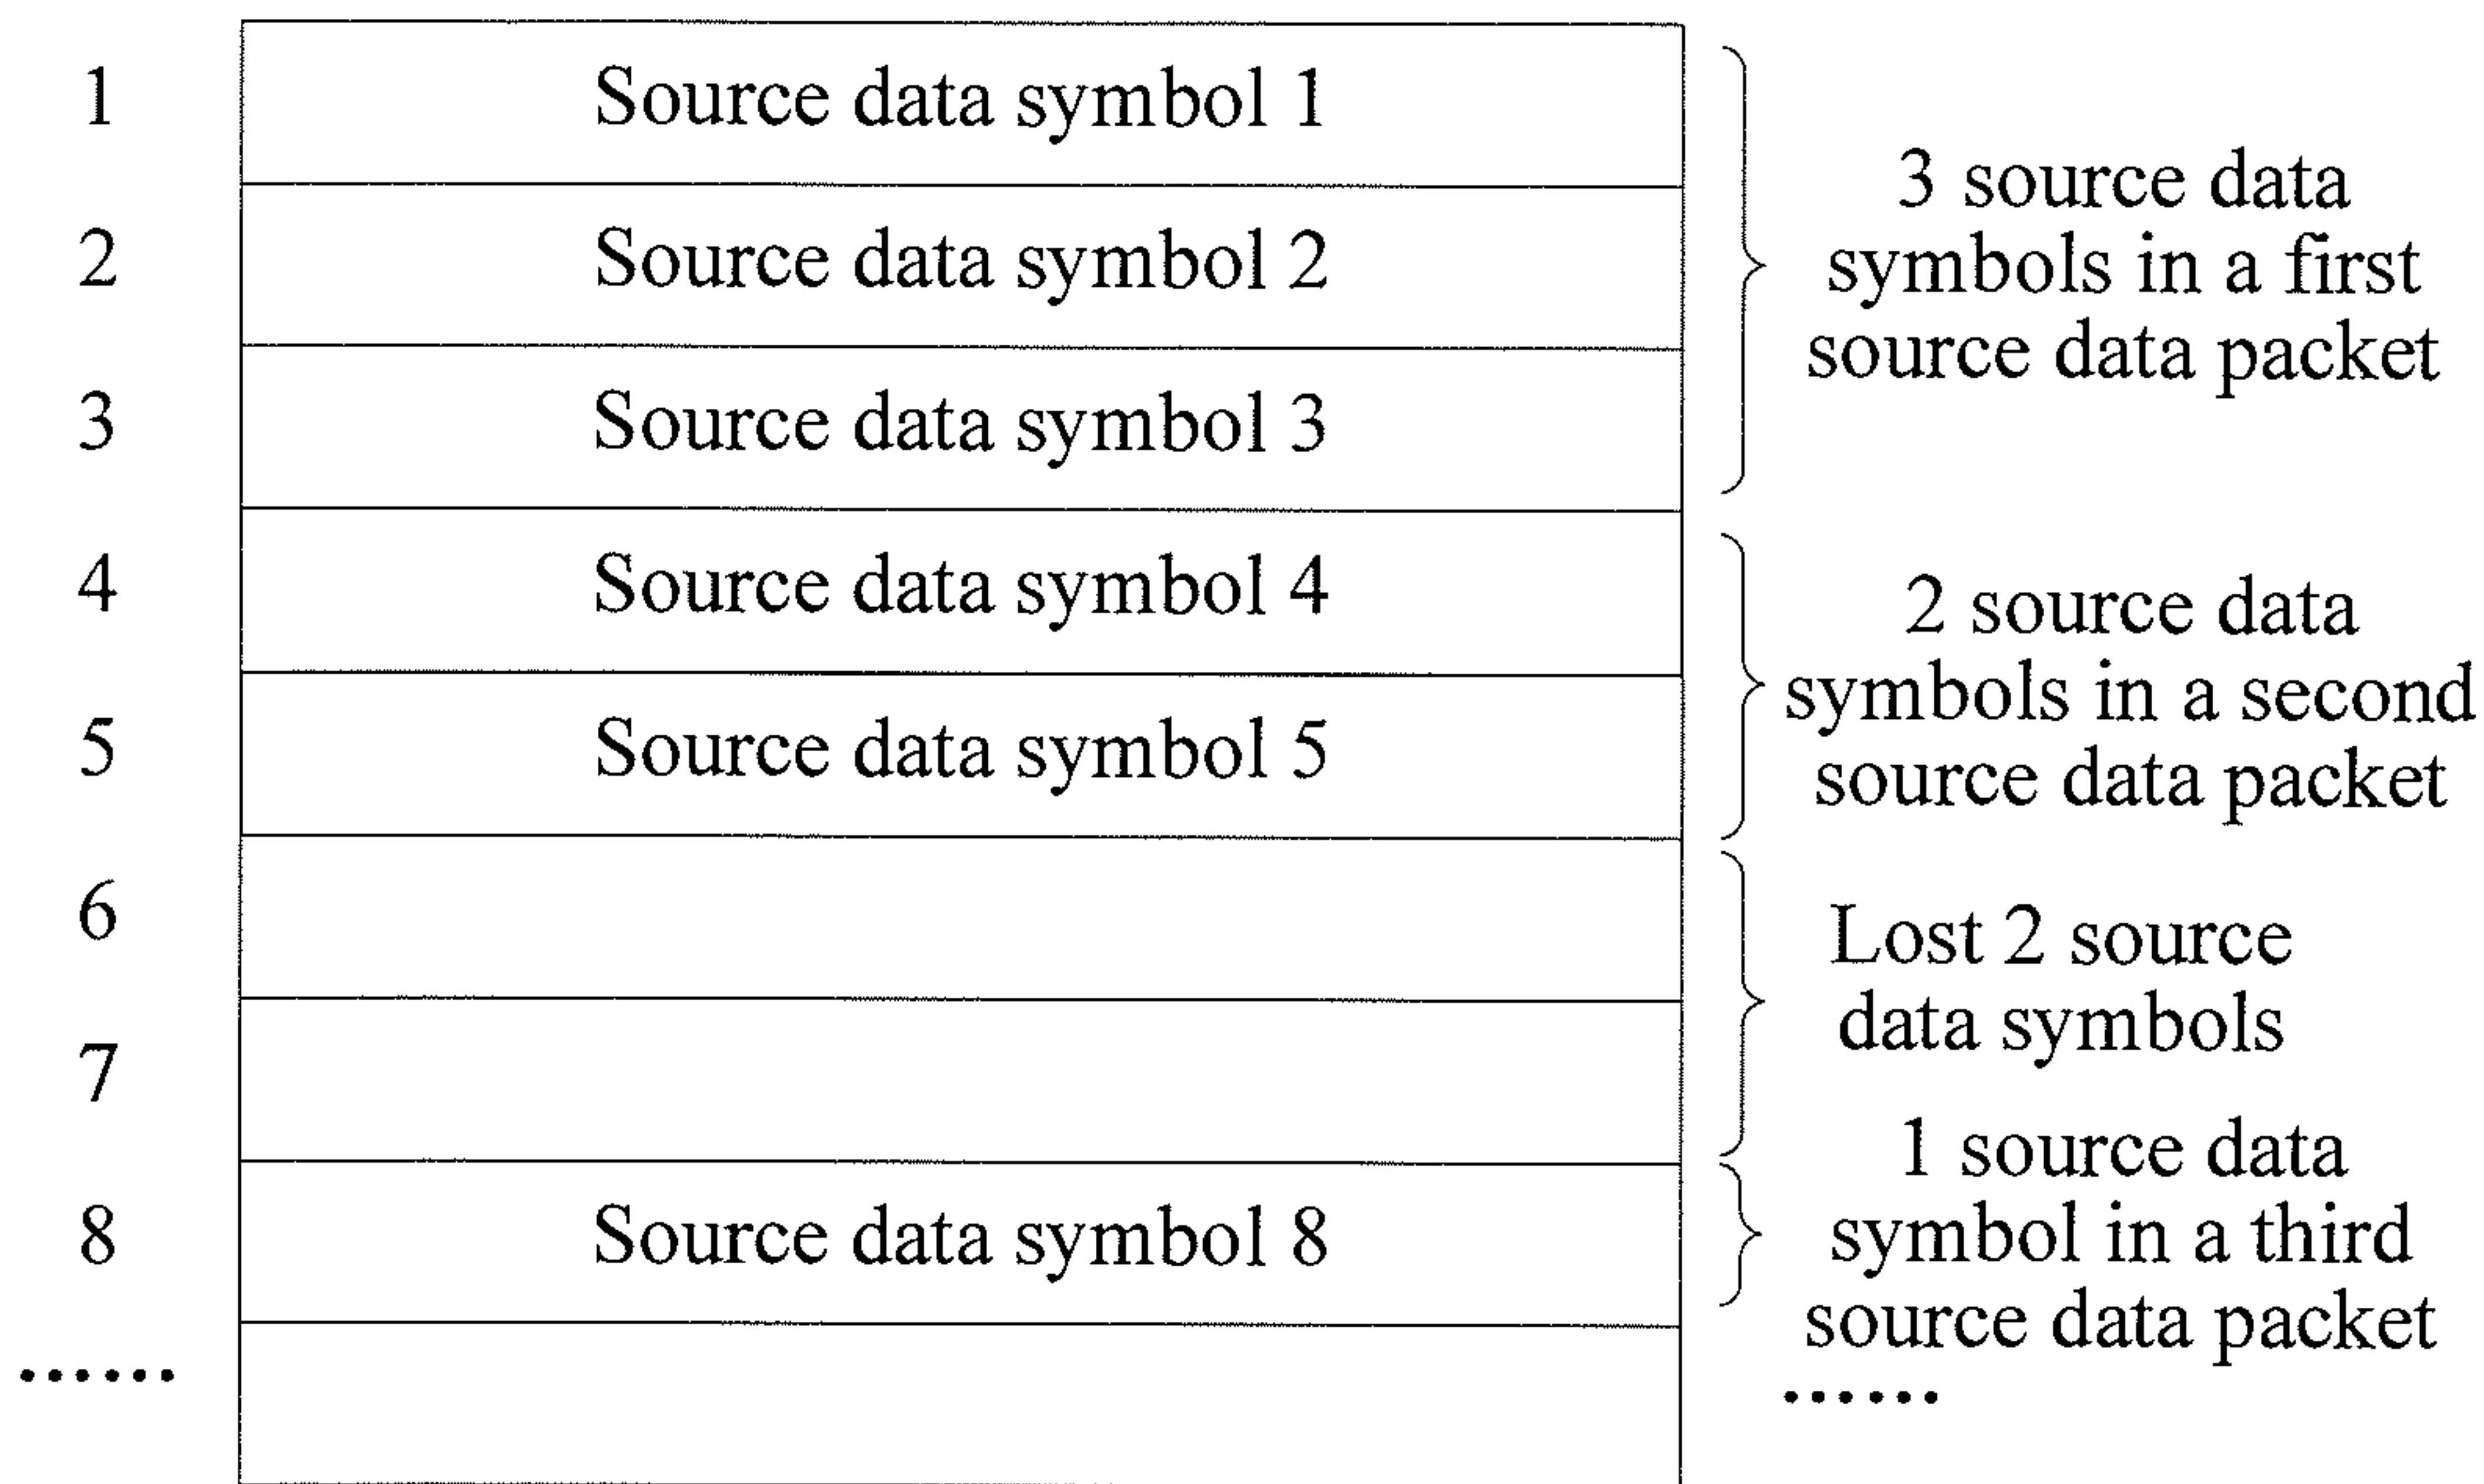 1
Source data symbol 1
2
Source data symbol 2
3
Source data symbol 3
3 source data
symbols in a first
source data packet
4
Source data symbol 4
5
Source data symbol 5
2 source data
symbols in a second
source data packet
6
7
Lost 2 source
data symbols
8
Source data symbol 8
1 source data
symbol in a third
source data packet
......
......